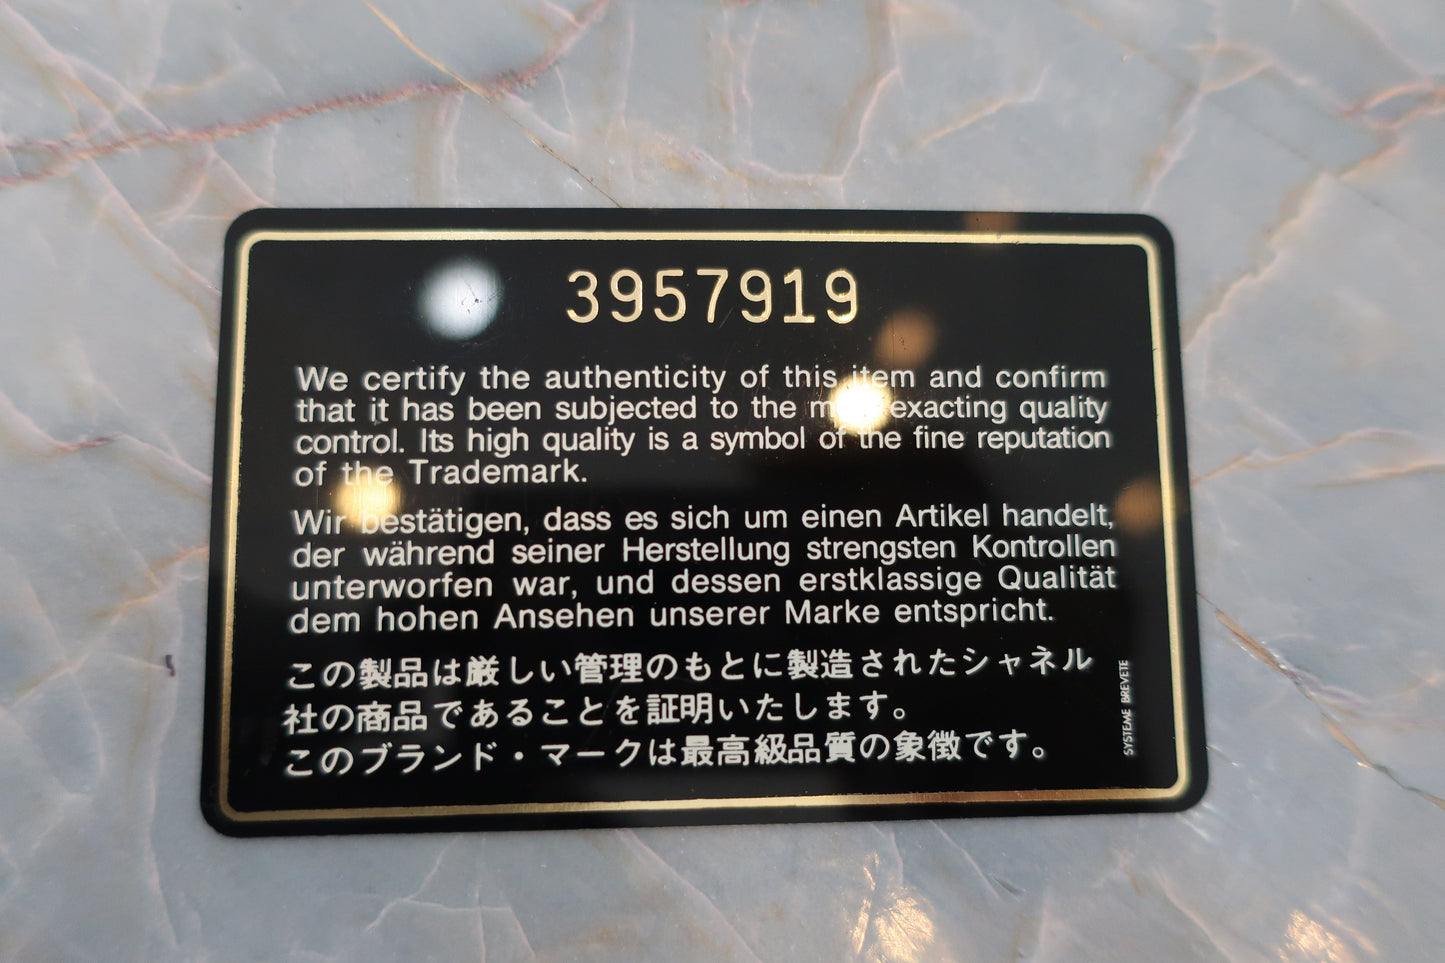 3957919
We certify the authenticity of this item and confirm
that it has been subjected to the exacting quality
control. Its high quality is a symbol of the fine reputation
of the Trademark.
Wir bestätigen, dass es sich um einen Artikel handelt,
der während seiner Herstellung strengsten Kontrollen
unterworfen war, und dessen erstklassige Qualität
dem hohen Ansehen unserer Marke entspricht.
この製品は厳しい管理のもとに製造されたシャネル
社の商品であることを証明いたします。
このブランド・マークは最高級品質の象徴です。
SYSTEME BREVETE